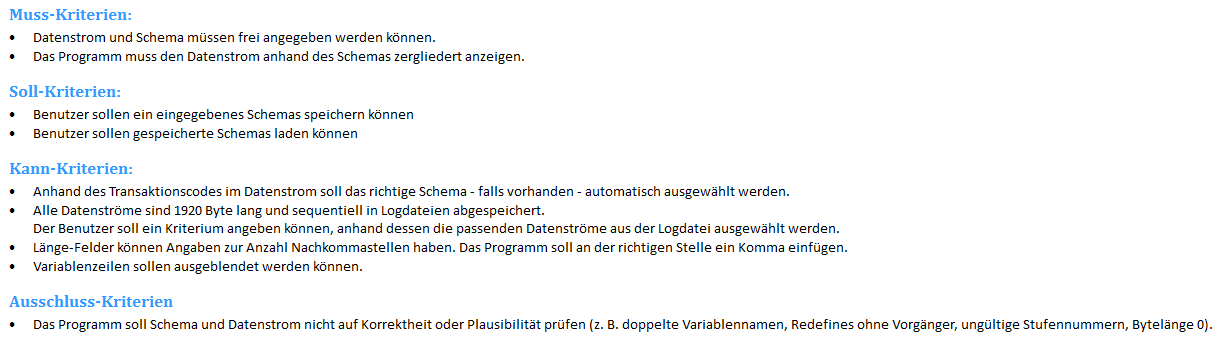 Muss-Kriterien:
• Datenstrom und Schema müssen frei angegeben werden können.
• Das Programm muss den Datenstrom anhand des Schemas zergliedert anzeigen.
Soll-Kriterien:
• Benutzer sollen ein eingegebenes Schemas speichern können
• Benutzer sollen gespeicherte Schemas laden können
Kann-Kriterien:
• Anhand des Transaktionscodes im Datenstrom soll das richtige Schema - falls vorhanden - automatisch ausgewählt werden.
• Alle Datenströme sind 1920 Byte lang und sequentiell in Logdateien abgespeichert.
Der Benutzer soll ein Kriterium angeben können, anhand dessen die passenden Datenströme aus der Logdatei ausgewählt werden.
• Länge-Felder können Angaben zur Anzahl Nachkommastellen haben. Das Programm soll an der richtigen Stelle ein Komma einfügen.
• Variablenzeilen sollen ausgeblendet werden können.
Ausschluss-Kriterien
• Das Programm soll Schema und Datenstrom nicht auf Korrektheit oder Plausibilität prüfen (z. B. doppelte Variablennamen, Redefines ohne Vorgänger, ungültige Stufennummern, Bytelänge 0).